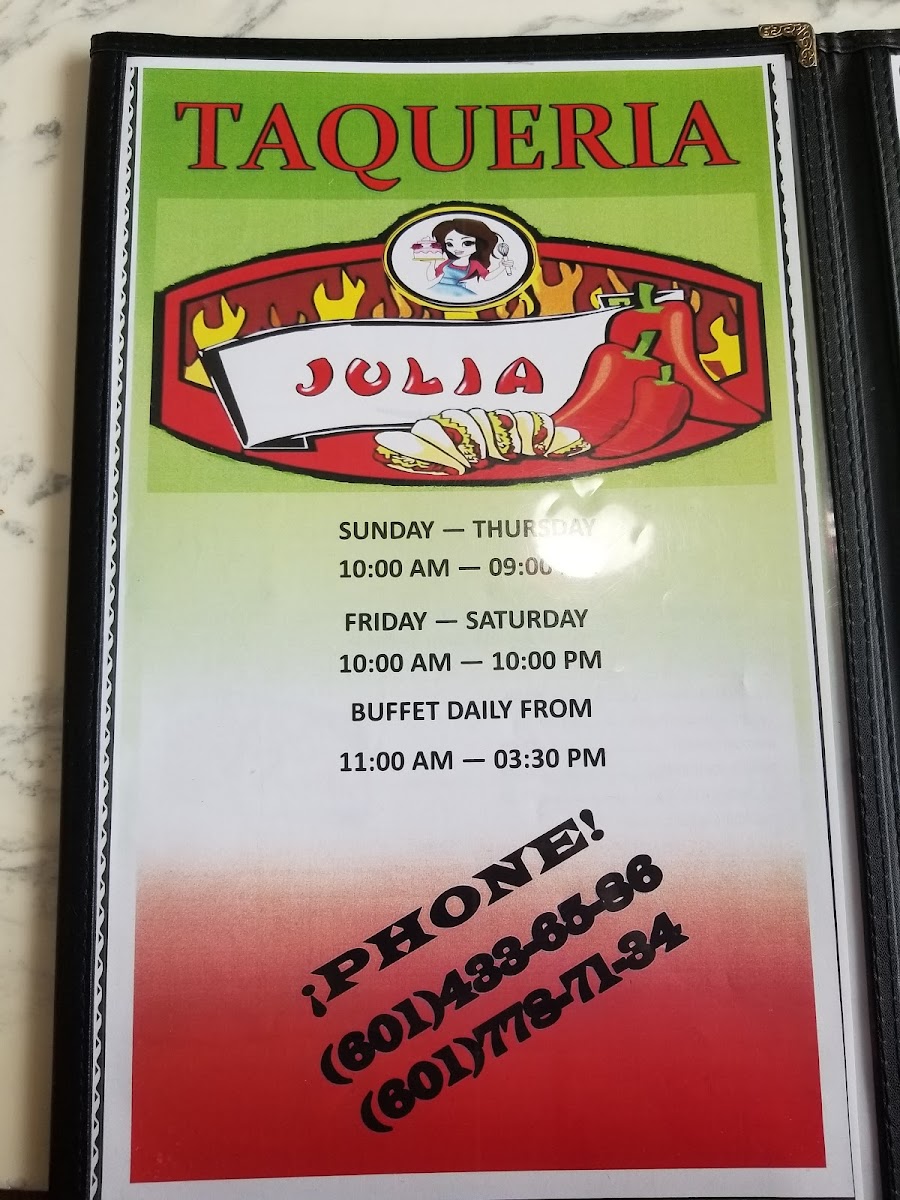 TAQUERIA
JULIA
SUNDAY — THURSDAY
10:00 AM — 09:00
FRIDAY — SATURDAY
10:00 AM — 10:00 PM
BUFFET DAILY FROM
11:00 AM — 03:30 PM
¡PHONE!
(601)433-65-86
(601)778-71-34